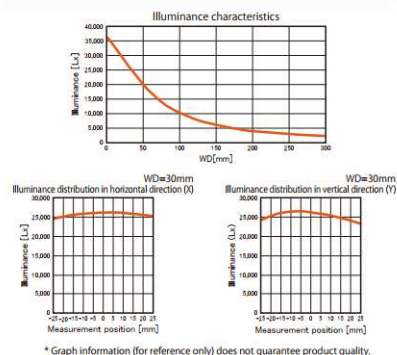 Illuminance characteristics
40,000
35,000
30,000
25,000
20,000
15,000
10,000
5,000
0
Illuminance [Lx]
0 50 100 150 200 250 300
WD[mm]
WD=30mm
Illuminance distribution in horizontal direction (X)
30,000
25,000
20,000
15,000
10,000
5,000
0
Illuminance [Lx]
-25 -20 -15 -10 -5 0 5 10 15 20 25
Measurement position [mm]
WD=30mm
Illuminance distribution in vertical direction (Y)
30,000
25,000
20,000
15,000
10,000
5,000
0
Illuminance (Lx)
-25 -20 -15 -10 -5 0 5 10 15 20 25
Measurement position [mm]
* Graph information (for reference only) does not guarantee product quality.